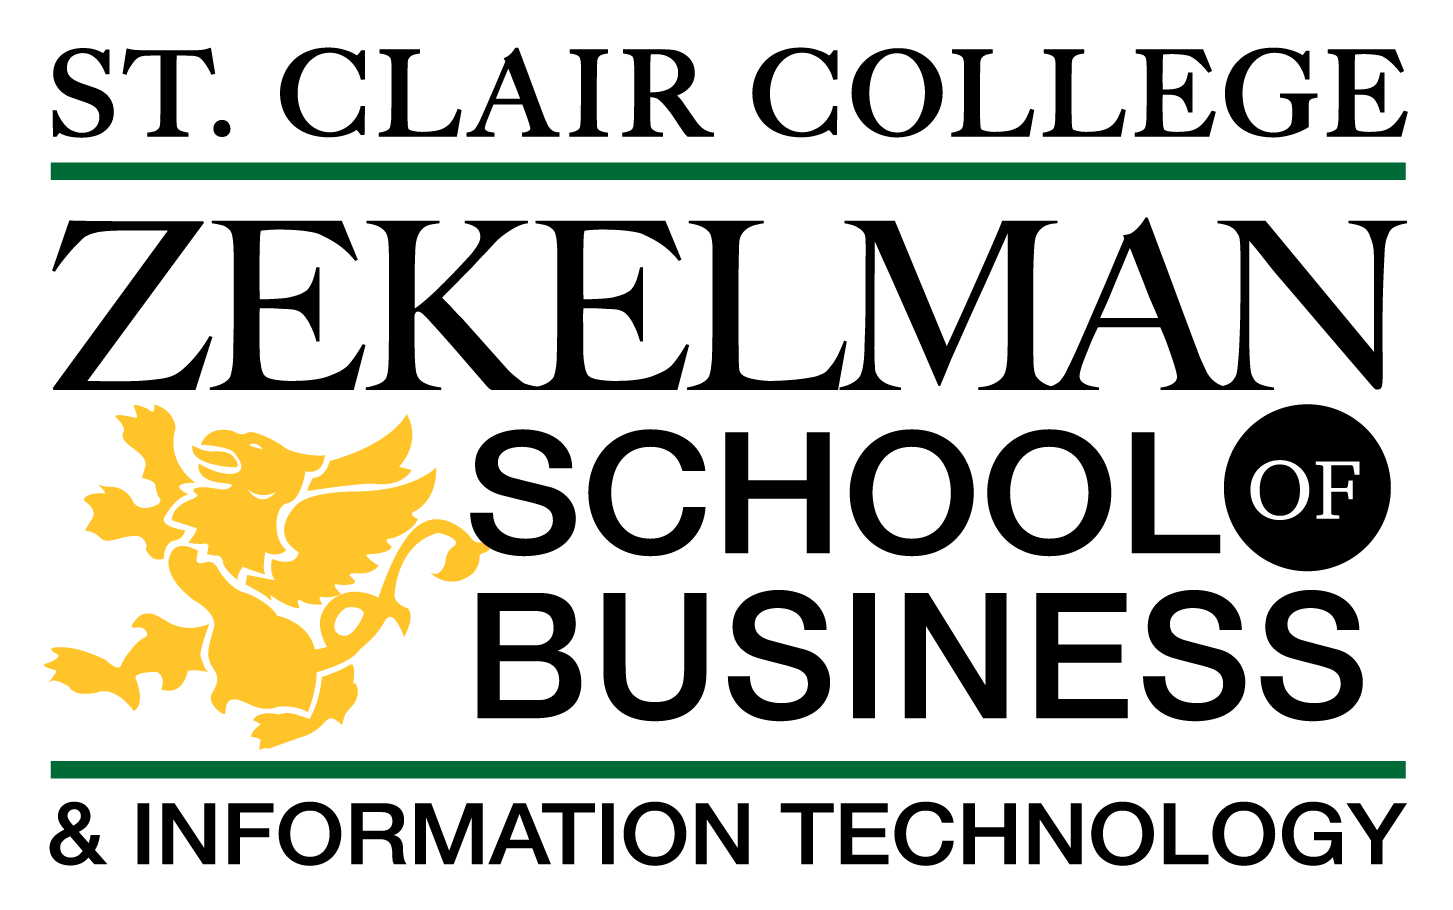 ST. CLAIR COLLEGE
ZEKELMAN
SCHOOL OF
BUSINESS
& INFORMATION TECHNOLOGY